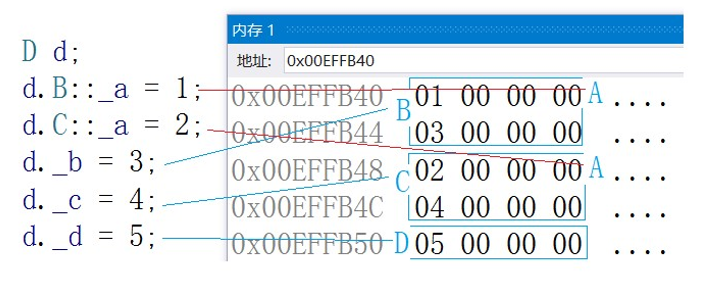 D d;
d.B::_a = 1;
d.C::_a = 2;
d._b = 3;
d._c = 4;
d._d = 5;
内存 1
地址: 0x00EFFB40
0x00EFFB40 01 00 00 00 A ....
B
0x00EFFB44 03 00 00 00 ....
0x00EFFB48 02 00 00 00 A ....
C
0x00EFFB4C 04 00 00 00 ....
0x00EFFB50 D 05 00 00 00 ....